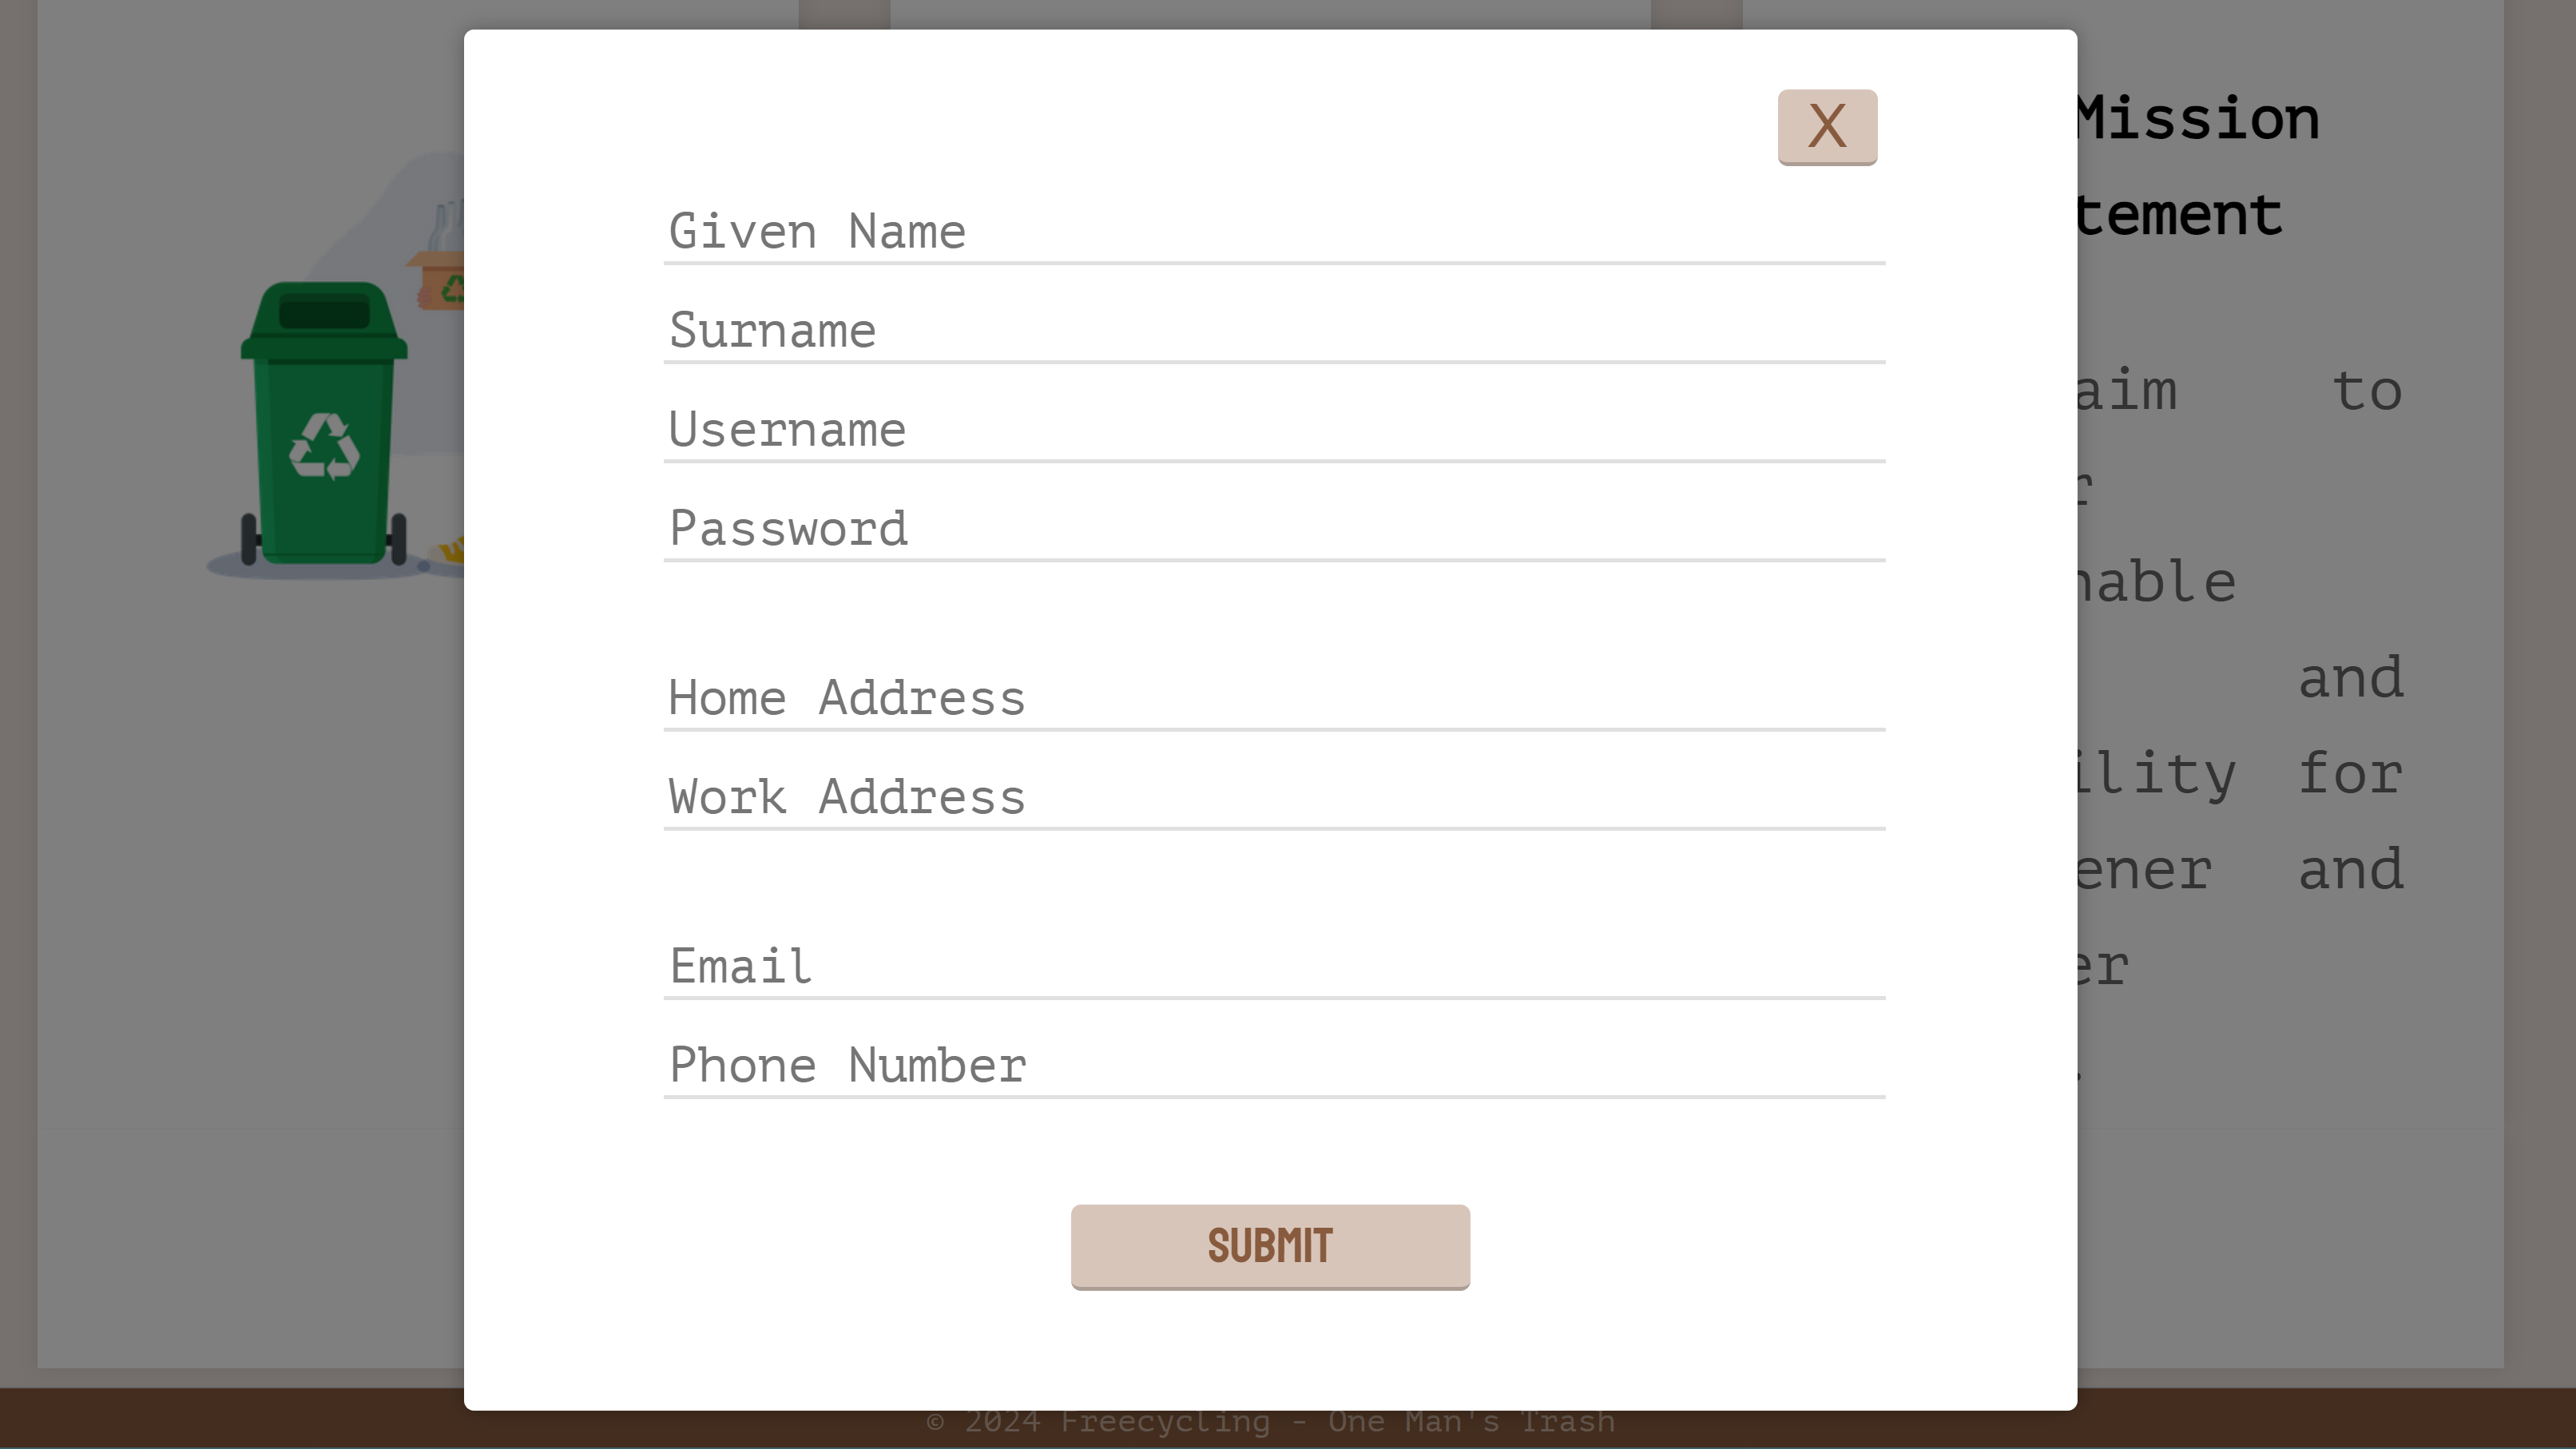 X
Given Name
Surname
Username
Password
Home Address
Work Address
Email
Phone Number
SUBMIT
Mission
tement
aim to
r
nable
and
ility for
ener and
er
.
© 2024 Freecycling - One Man's Trash